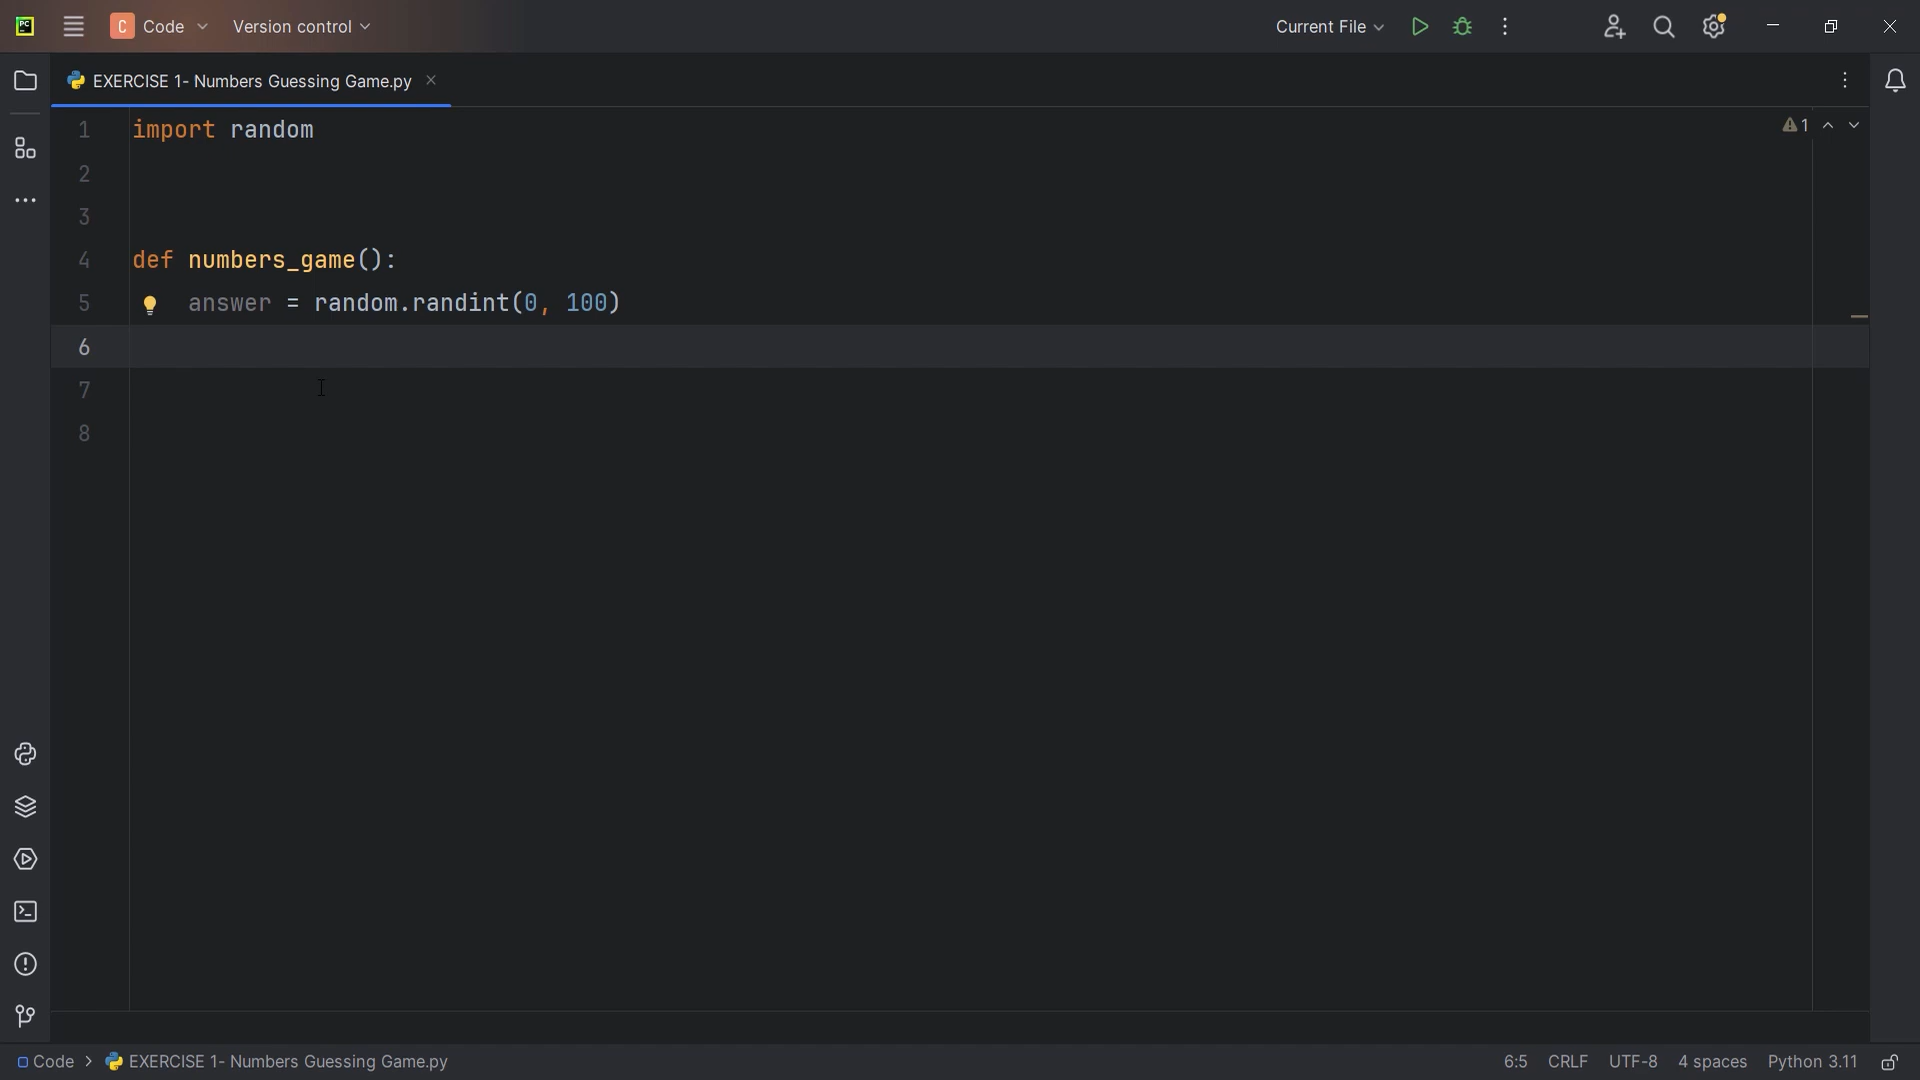 PC
C Code Version control Current File
EXERCISE 1- Numbers Guessing Game.py
1 import random
1
2
3
4 def numbers_game():
5 answer = random.randint(0, 100)
6
7
8
Code > EXERCISE 1- Numbers Guessing Game.py 6:5 CRLF UTF-8 4 spaces Python 3.11